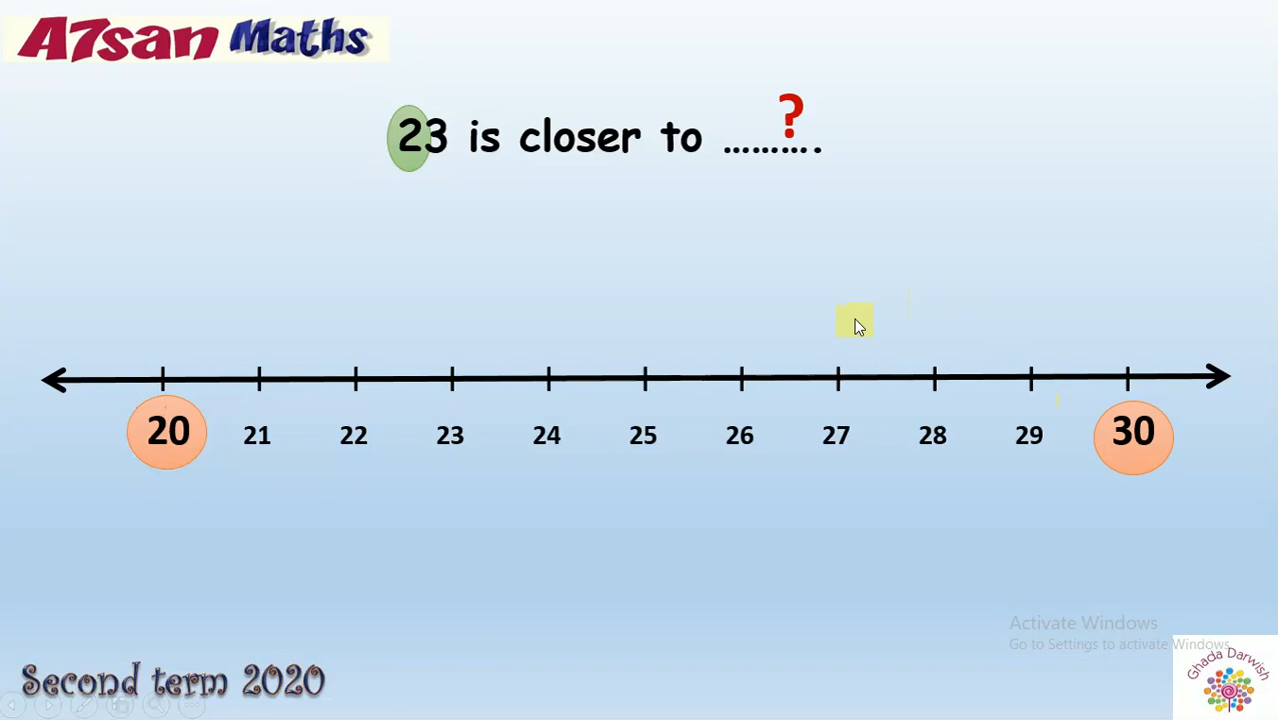 A7san Maths
23 is closer to ………. ?
20 21 22 23 24 25 26 27 28 29 30
Activate Windows
Go to Settings to activate Windows.
Ghada Darwish
Second term 2020